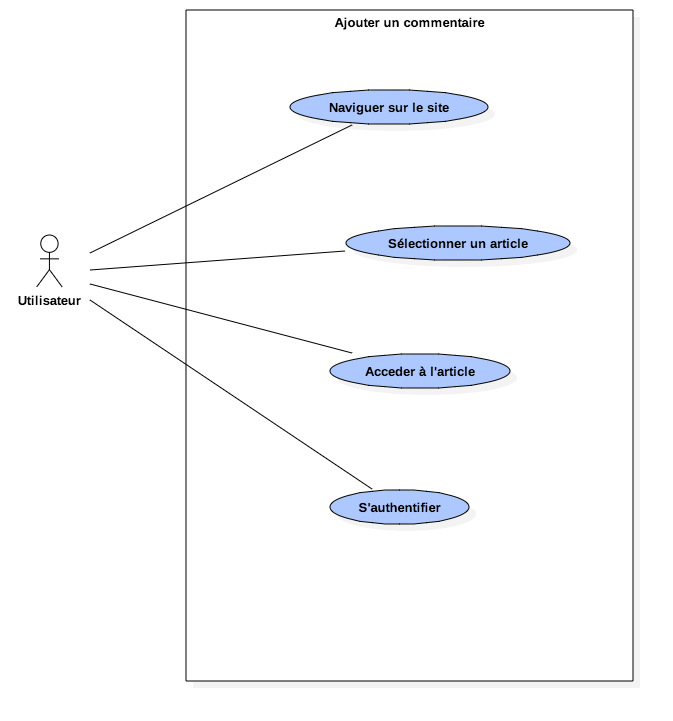 Ajouter un commentaire
Naviguer sur le site
Sélectionner un article
Utilisateur
Acceder à l'article
S'authentifier